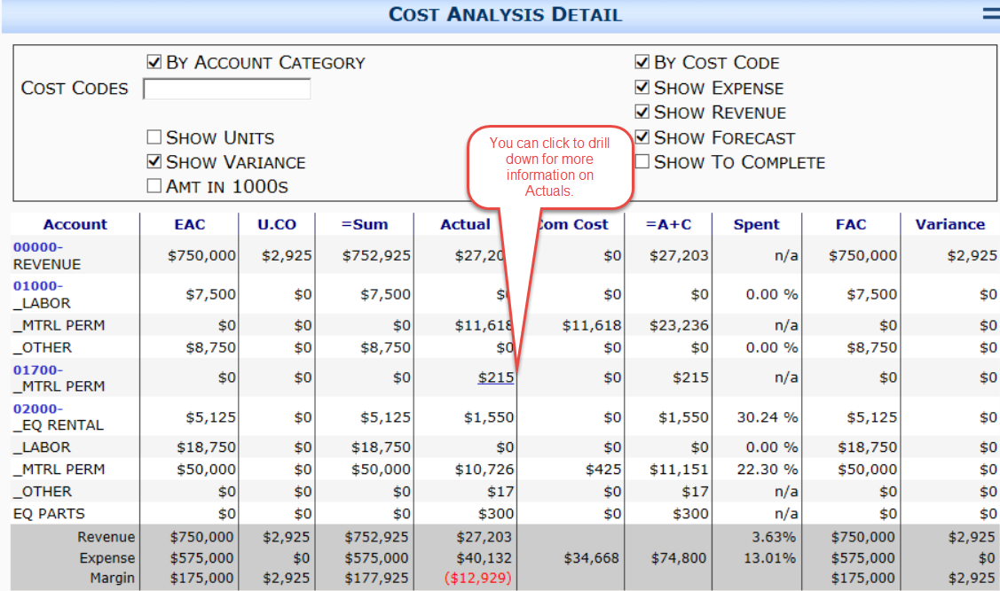 COST ANALYSIS DETAIL
BY ACCOUNT CATEGORY BY COST CODE
COST CODES SHOW EXPENSE
SHOW REVENUE
SHOW UNITS SHOW FORECAST
SHOW VARIANCE SHOW TO COMPLETE
AMT IN 1000S
You can click to drill
down for more
information on
Actuals.
Account EAC U.CO =Sum Actual Com Cost =A+C Spent FAC Variance
00000-
REVENUE $750,000 $2,925 $752,925 $27,20 $0 $27,203 n/a $750,000 $2,925
01000-
_LABOR $7,500 $0 $7,500 $0 $0 $0 0.00 % $7,500 $0
_MTRL PERM $0 $0 $0 $11,618 $11,618 $23,236 n/a $0 $0
_OTHER $8,750 $0 $8,750 $0 $0 $0 0.00 % $8,750 $0
01700-
_MTRL PERM $0 $0 $0 $215 $0 $215 n/a $0 $0
02000-
_EQ RENTAL $5,125 $0 $5,125 $1,550 $0 $1,550 30.24 % $5,125 $0
_LABOR $18,750 $0 $18,750 $0 $0 $0 0.00 % $18,750 $0
_MTRL PERM $50,000 $0 $50,000 $10,726 $425 $11,151 22.30 % $50,000 $0
_OTHER $0 $0 $0 $17 $0 $17 n/a $0 $0
EQ PARTS $0 $0 $0 $300 $0 $300 n/a $0 $0
Revenue $750,000 $2,925 $752,925 $27,203 3.63% $750,000 $2,925
Expense $575,000 $0 $575,000 $40,132 $34,668 $74,800 13.01% $575,000 $0
Margin $175,000 $2,925 $177,925 ($12,929) $175,000 $2,925